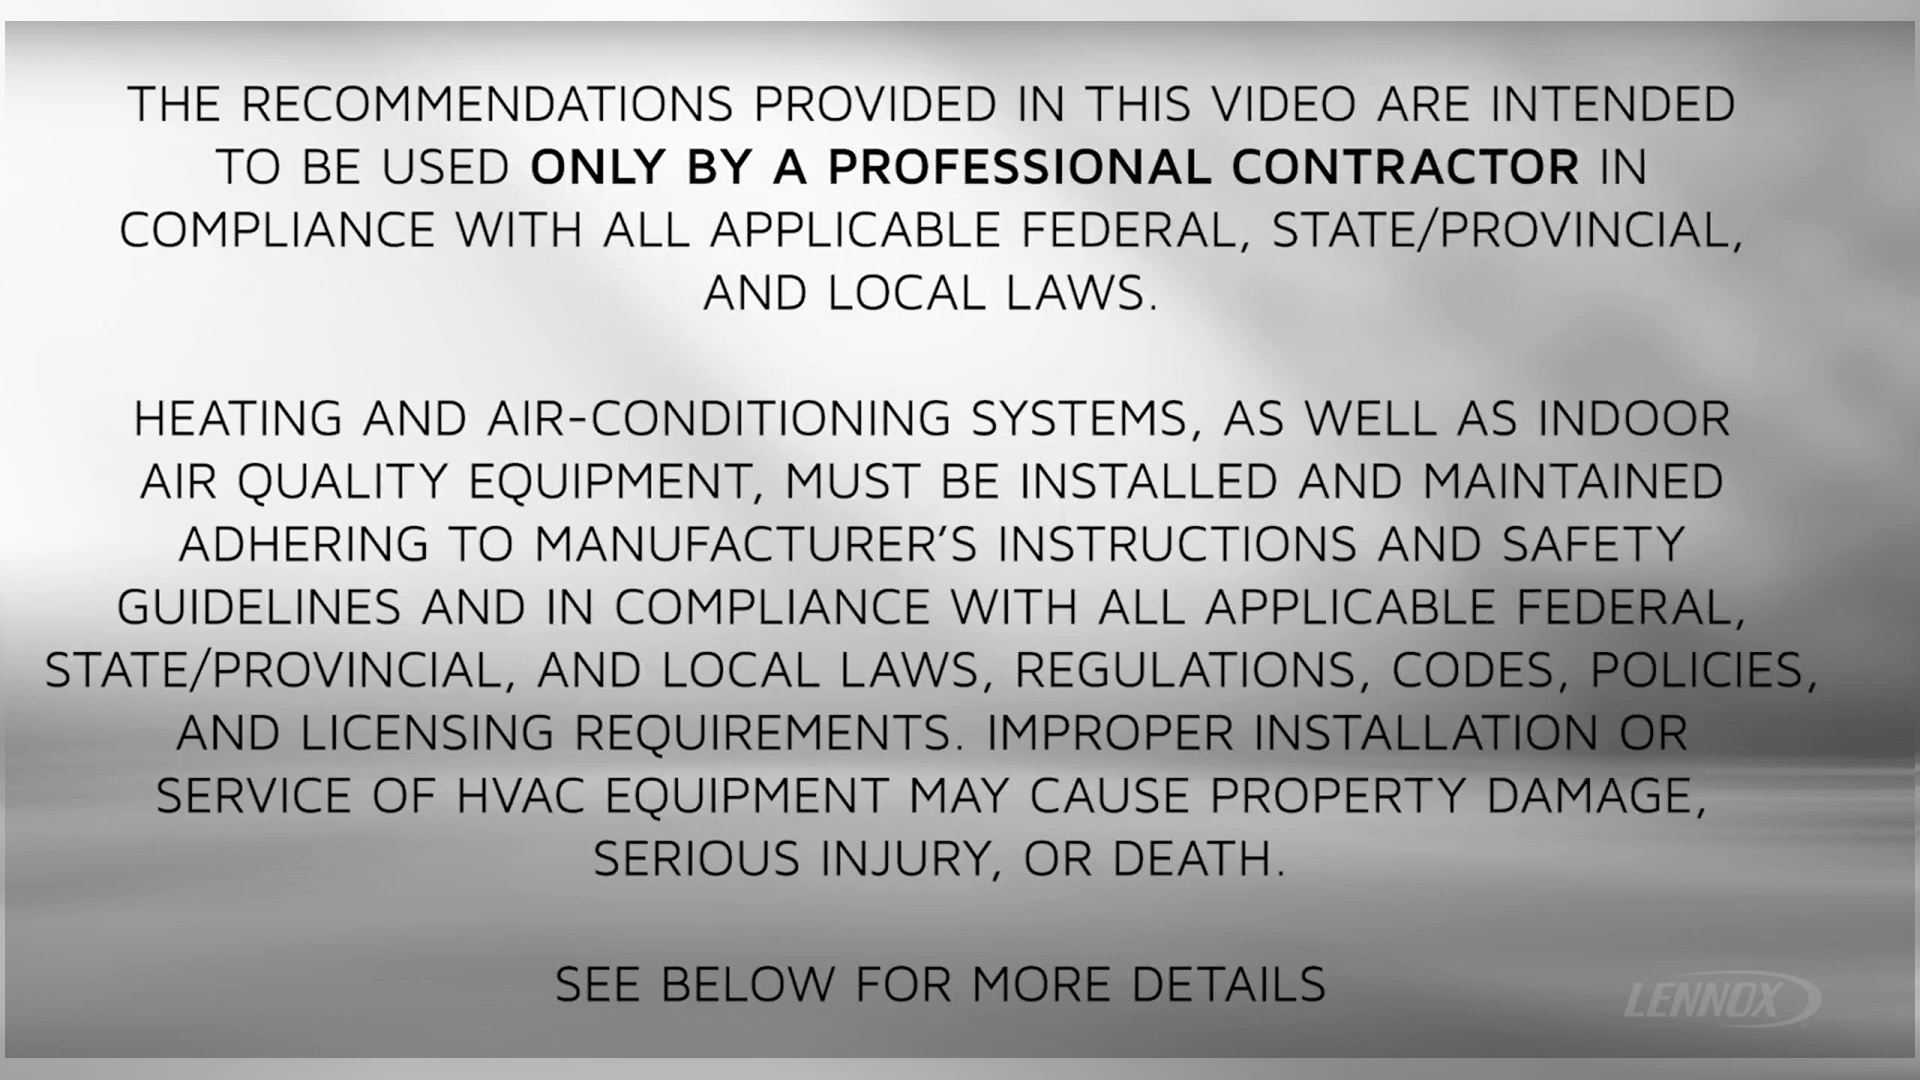 THE RECOMMENDATIONS PROVIDED IN THIS VIDEO ARE INTENDED
TO BE USED ONLY BY A PROFESSIONAL CONTRACTOR IN
COMPLIANCE WITH ALL APPLICABLE FEDERAL, STATE/PROVINCIAL,
AND LOCAL LAWS.
HEATING AND AIR-CONDITIONING SYSTEMS, AS WELL AS INDOOR
AIR QUALITY EQUIPMENT, MUST BE INSTALLED AND MAINTAINED
ADHERING TO MANUFACTURER’S INSTRUCTIONS AND SAFETY
GUIDELINES AND IN COMPLIANCE WITH ALL APPLICABLE FEDERAL,
STATE/PROVINCIAL, AND LOCAL LAWS, REGULATIONS, CODES, POLICIES,
AND LICENSING REQUIREMENTS. IMPROPER INSTALLATION OR
SERVICE OF HVAC EQUIPMENT MAY CAUSE PROPERTY DAMAGE,
SERIOUS INJURY, OR DEATH.
SEE BELOW FOR MORE DETAILS
LENNOX